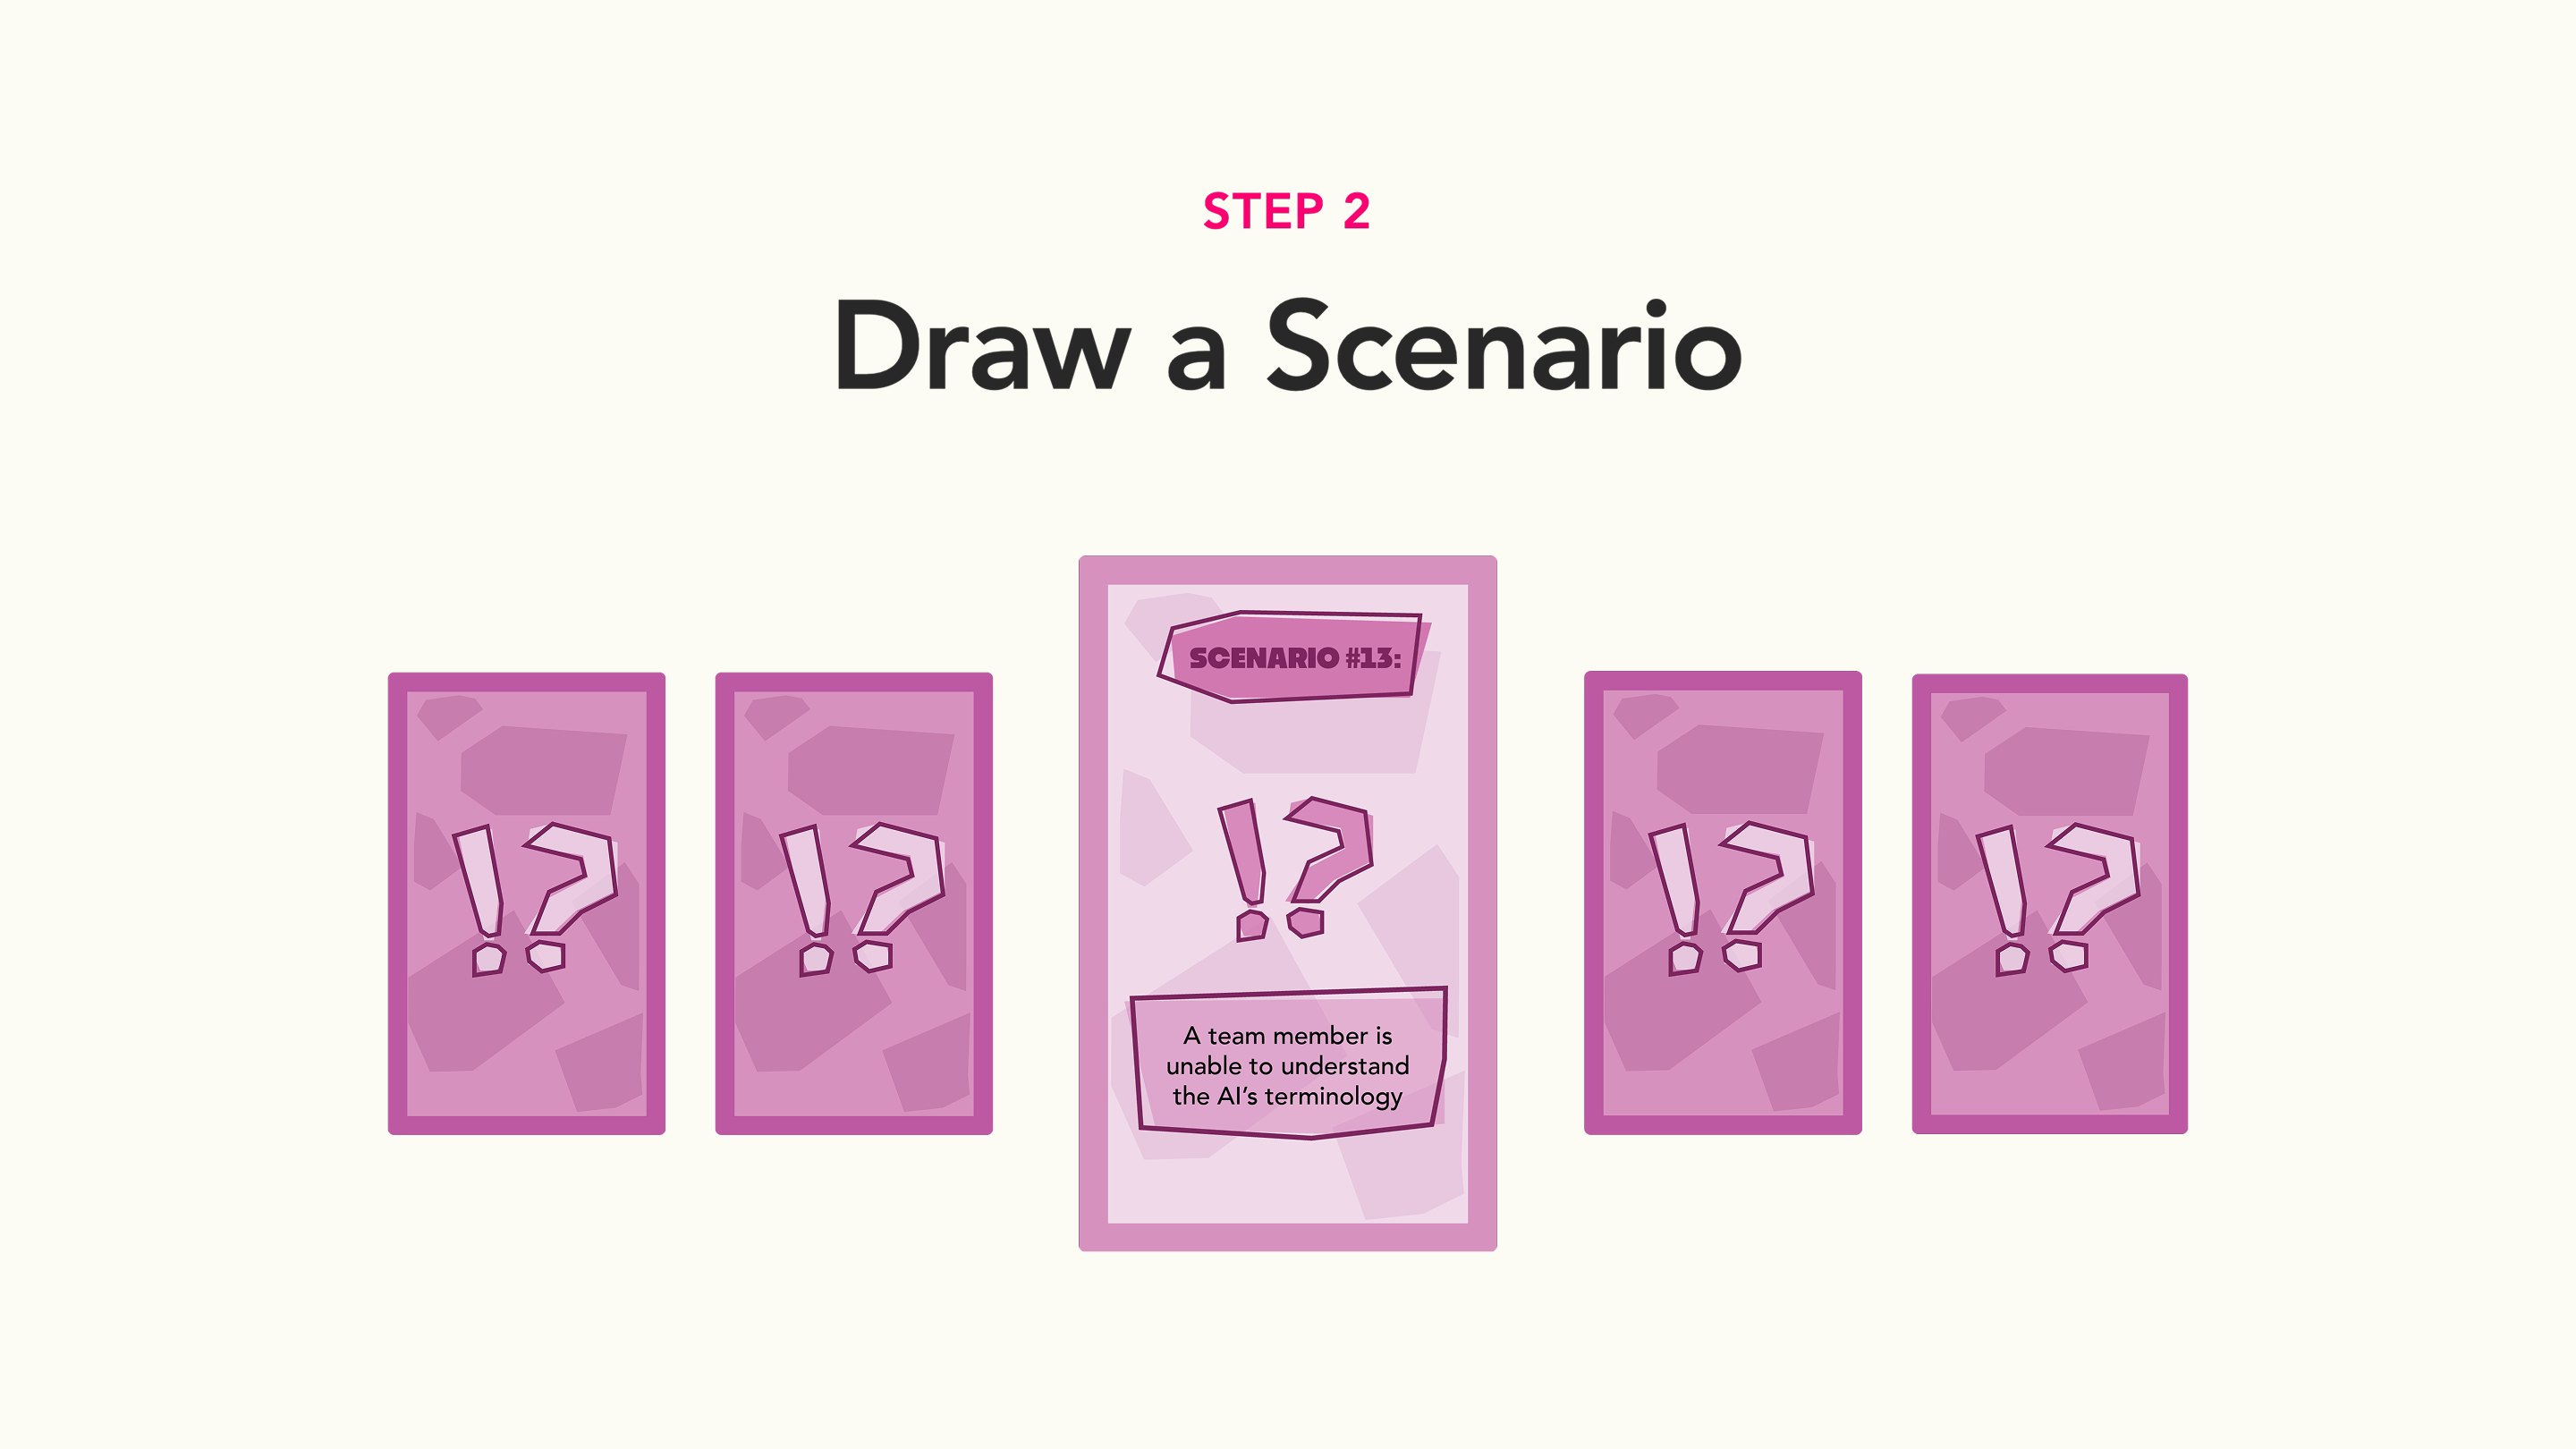 STEP 2
Draw a Scenario
SCENARIO #13:
!?
!?
!?
!?
!?
A team member is
unable to understand
the AI’s terminology